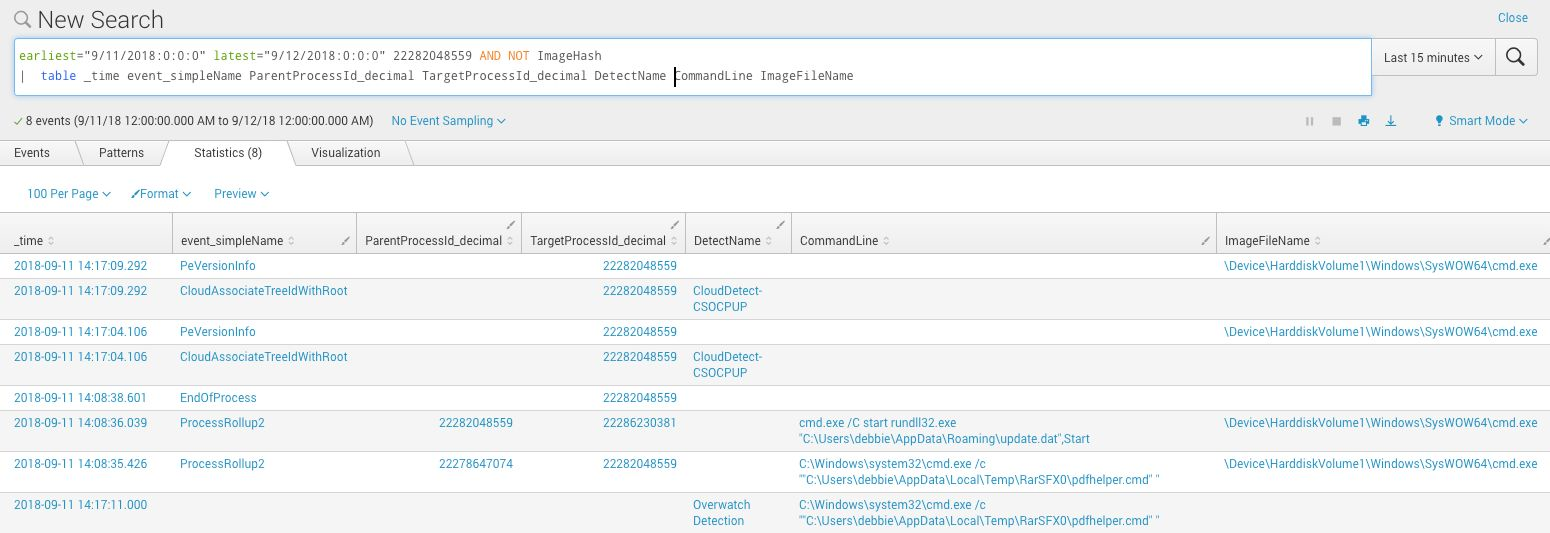 New Search
Close
earliest="9/11/2018:0:0:0" latest="9/12/2018:0:0:0" 22282048559 AND NOT ImageHash
| table _time event_simpleName ParentProcessId_decimal TargetProcessId_decimal DetectName CommandLine ImageFileName
Last 15 minutes
8 events (9/11/18 12:00:00.000 AM to 9/12/18 12:00:00.000 AM)
No Event Sampling
Smart Mode
Events Patterns Statistics (8) Visualization
100 Per Page Format Preview
_time event_simpleName ParentProcessId_decimal TargetProcessId_decimal DetectName CommandLine ImageFileName
2018-09-11 14:17:09.292 PeVersionInfo 22282048559 \Device\HarddiskVolume1\Windows\SysWOW64\cmd.exe
2018-09-11 14:17:09.292 CloudAssociateTreeIdWithRoot 22282048559 CloudDetect-
CSOCPUP
2018-09-11 14:17:04.106 PeVersionInfo 22282048559 \Device\HarddiskVolume1\Windows\SysWOW64\cmd.exe
2018-09-11 14:17:04.106 CloudAssociateTreeIdWithRoot 22282048559 CloudDetect-
CSOCPUP
2018-09-11 14:08:38.601 EndOfProcess 22282048559
2018-09-11 14:08:36.039 ProcessRollup2 22282048559 22286230381 cmd.exe /C start rundll32.exe \Device\HarddiskVolume1\Windows\SysWOW64\cmd.exe
"C:\Users\debbie\AppData\Roaming\update.dat",Start
2018-09-11 14:08:35.426 ProcessRollup2 22278647074 22282048559 C:\Windows\system32\cmd.exe /c \Device\HarddiskVolume1\Windows\SysWOW64\cmd.exe
""C:\Users\debbie\AppData\Local\Temp\RarSFX0\pdfhelper.cmd" "
2018-09-11 14:17:11.000 Overwatch C:\Windows\system32\cmd.exe /c
Detection ""C:\Users\debbie\AppData\Local\Temp\RarSFX0\pdfhelper.cmd" "